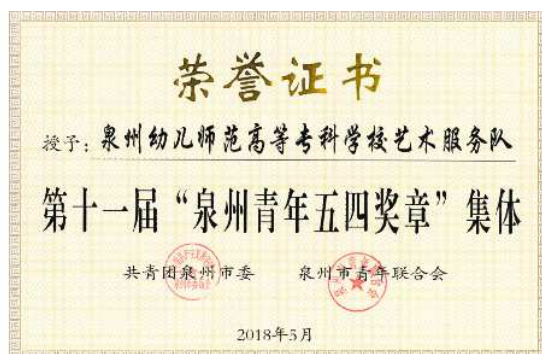 荣誉证书
授予：泉州幼儿师范高等专科学校艺术服务队
第十一届“泉州青年五四奖章”集体
共青团泉州市委 泉州市青年联合会
2018年5月